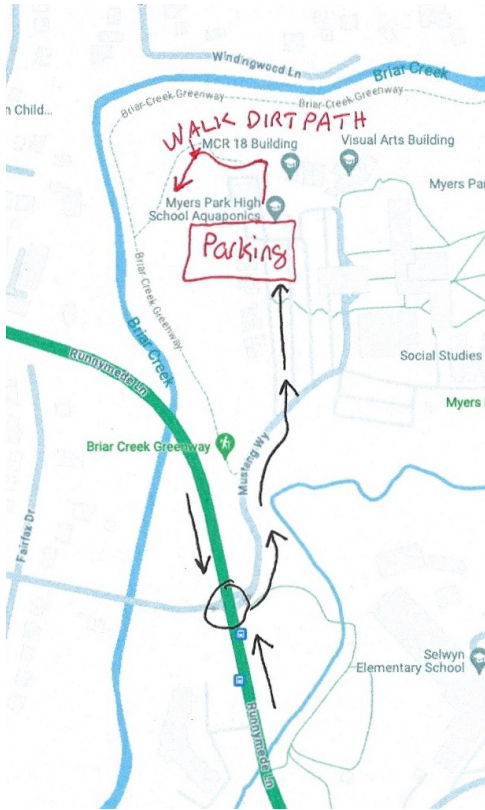 Windingwood Ln
Briar Creek
Briar Creek Greenway
Briar Creek Greenway
n Child...
WALK DIRT PATH
MCR 18 Building
Visual Arts Building
Myers Par
Myers Park High
School Aquaponics
Parking
Briar Creek Greenway
Briar Creek
Runnymede Ln
Social Studies
Myers
Briar Creek Greenway
Mustang Wy
Fairfax Dr
Selwyn
Elementary School
Runnymede Ln